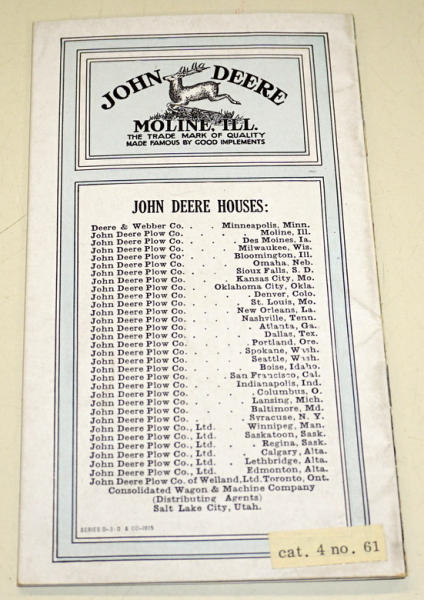 JOHN DEERE
MOLINE, ILL.
THE TRADE MARK OF QUALITY
MADE FAMOUS BY GOOD IMPLEMENTS
JOHN DEERE HOUSES:
Deere & Webber Co. . . Minneapolis, Minn.
John Deere Plow Co. . . . . Moline, Ill.
John Deere Plow Co. . . . Des Moines, Ia.
John Deere Plow Co. . . . Milwaukee, Wis.
John Deere Plow Co. . . . Bloomington, Ill.
John Deere Plow Co. . . . . Omaha, Neb.
John Deere Plow Co. . . . Sioux Falls, S. D.
John Deere Plow Co. . . . Kansas City, Mo.
John Deere Plow Co. . Oklahoma City, Okla.
John Deere Plow Co. . . . . Denver, Colo.
John Deere Plow Co. . . . . St. Louis, Mo.
John Deere Plow Co. . . . New Orleans, La.
John Deere Plow Co. . . . Nashville, Tenn.
John Deere Plow Co. . . . . Atlanta, Ga.
John Deere Plow Co. . . . . Dallas, Tex.
John Deere Plow Co. . . . . Portland, Ore.
John Deere Plow Co. . . . Spokane, Wash.
John Deere Plow Co. . . . . Seattle, Wash.
John Deere Plow Co. . . . . Boise, Idaho.
John Deere Plow Co. . . San Francisco, Cal.
John Deere Plow Co. . . . Indianapolis, Ind.
John Deere Plow Co. . . . . Columbus, O.
John Deere Plow Co. . . . . Lansing, Mich.
John Deere Plow Co. . . . . Baltimore, Md.
John Deere Plow Co. . . . Syracuse, N. Y.
John Deere Plow Co., Ltd. . Winnipeg, Man.
John Deere Plow Co., Ltd. . Saskatoon, Sask.
John Deere Plow Co., Ltd. . . Regina, Sask.
John Deere Plow Co., Ltd. . . Calgary, Alta.
John Deere Plow Co., Ltd. . Lethbridge, Alta.
John Deere Plow Co., Ltd. . Edmonton, Alta.
John Deere Plow Co. of Welland, Ltd. Toronto, Ont.
Consolidated Wagon & Machine Company
(Distributing Agents)
Salt Lake City, Utah.
cat. 4 no. 61